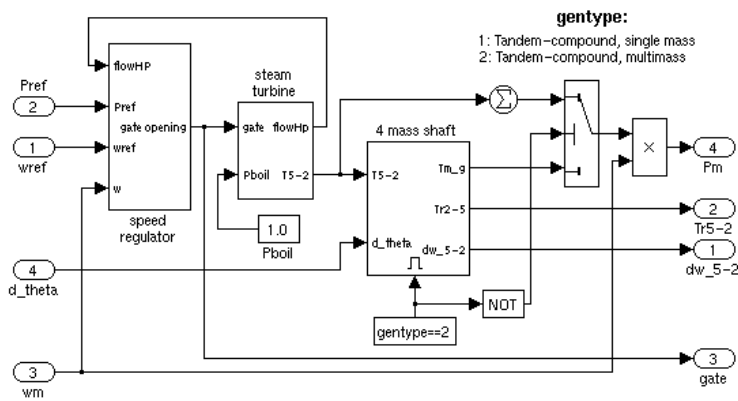 gentype:
1: Tandem-compound, single mass
2: Tandem-compound, multimass
flowHP
Pref
2
Pref
gate opening
wref
1
wref
w
speed
regulator
steam
turbine
gate flowHp
Pboil T5-2
1.0
Pboil
4 mass shaft
T5-2
Tm_g
Tr2-5
d_theta
dw_5-2
Σ
×
4
Pm
2
Tr5-2
1
dw_5-2
4
d_theta
NOT
gentype==2
3
gate
3
wm